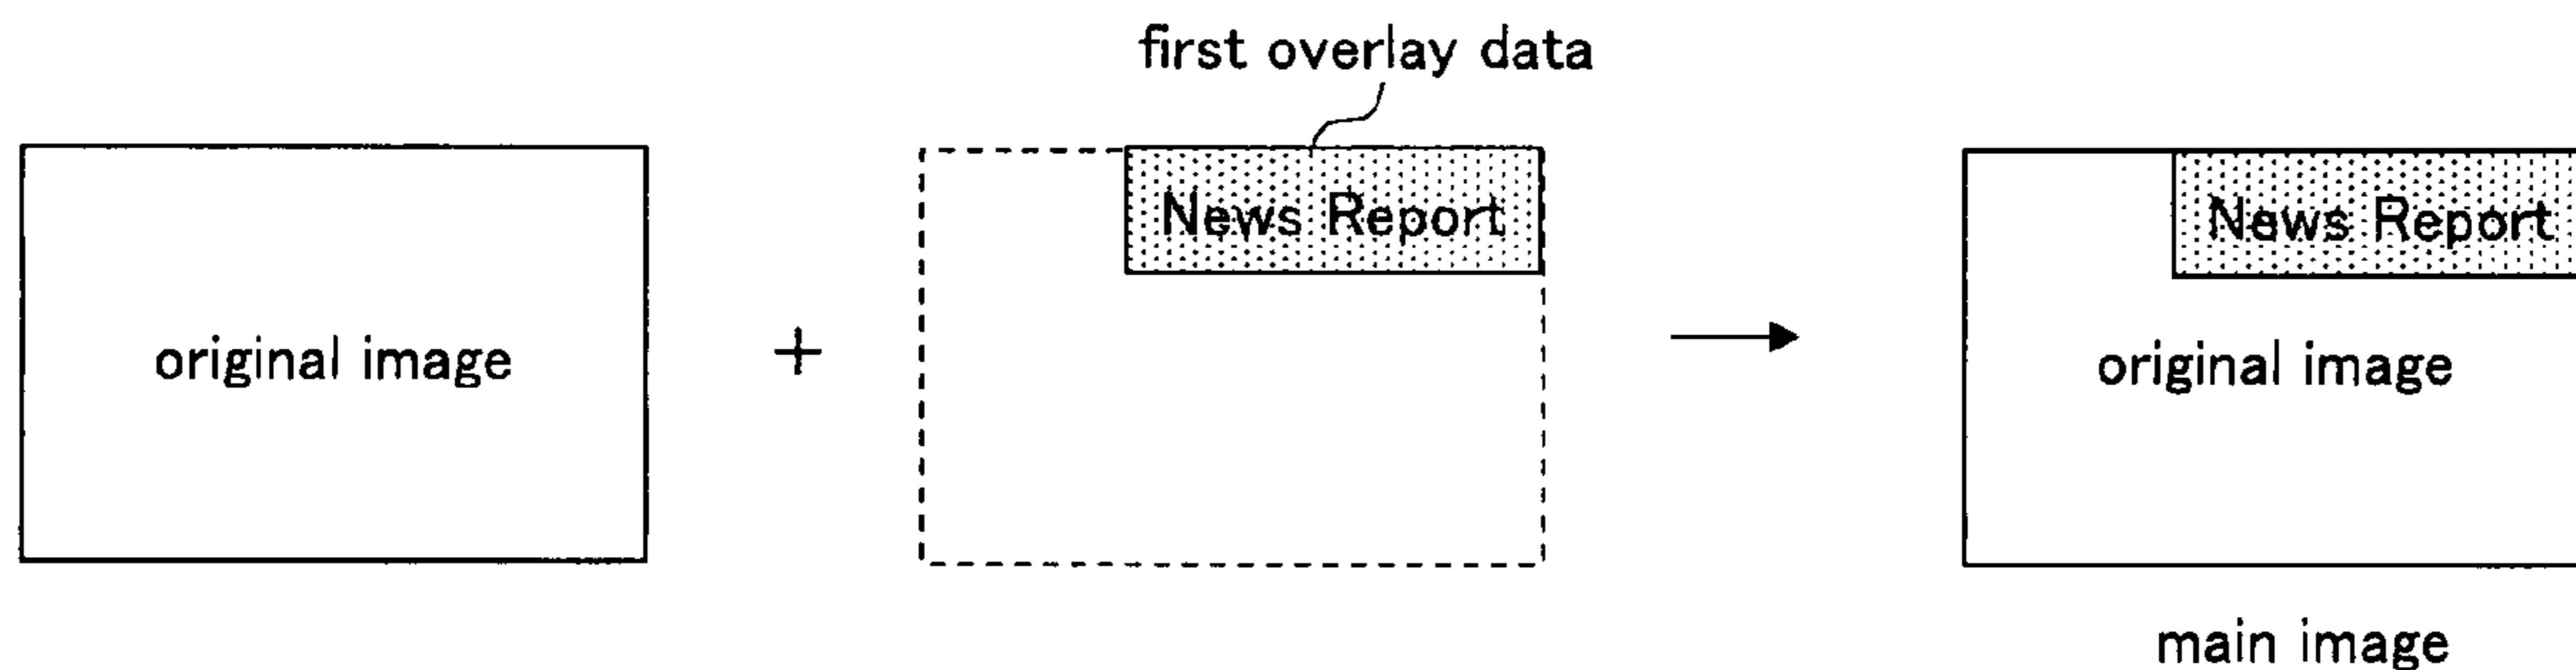 first overlay data
News Report
News Report
original image
+
original image
main image